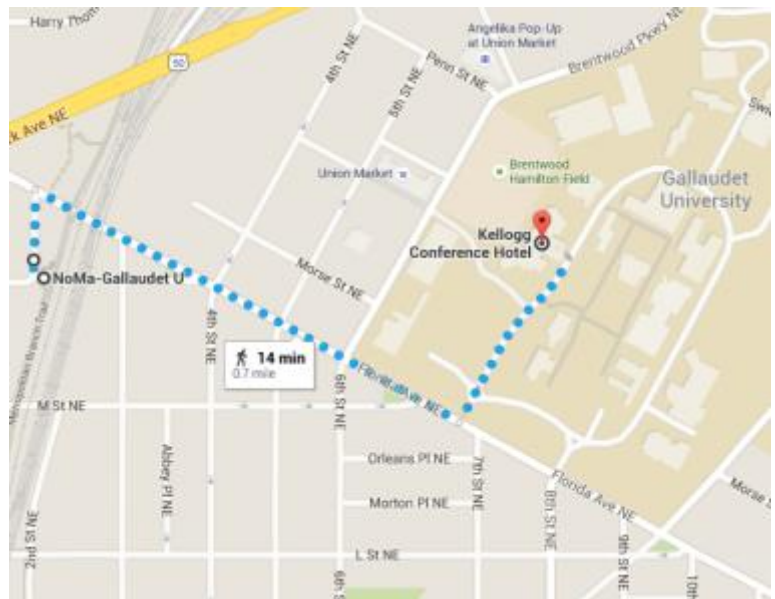 Harry Thom
50
k Ave NE
4th St NE
5th St NE
Penn St NE
Angelika Pop-Up
at Union Market
Brentwood Pkwy NE
Union Market
Brentwood
Hamilton Field
Gallaudet
University
Kellogg
Conference Hotel
NoMa-Gallaudet U
Morse St NE
Metropolitan Branch Trail
4th St NE
14 min
0.7 mile
6th St NE
Florida Ave NE
M St NE
Abbey Pl NE
Orleans Pl NE
7th St NE
Morton Pl NE
8th St NE
Florida Ave NE
Morse S
2nd St NE
L St NE
6th S
9th St NE
10th